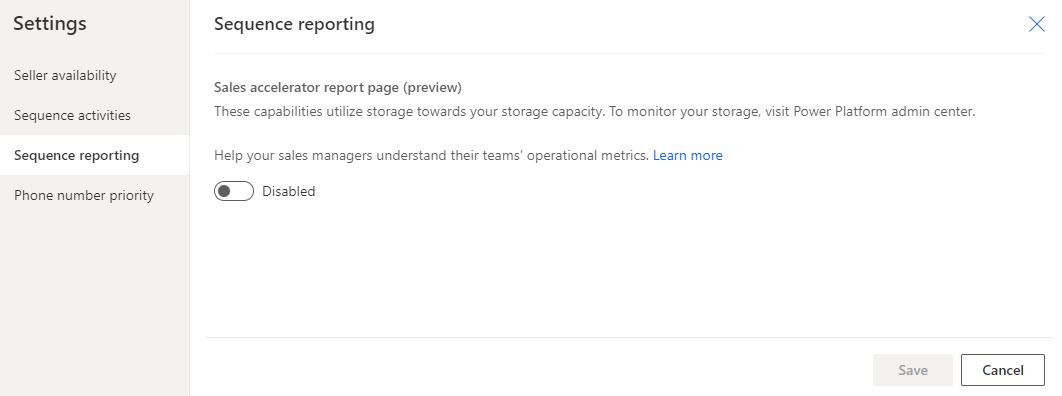 Settings
Seller availability
Sequence activities
Sequence reporting
Phone number priority
Sequence reporting
Sales accelerator report page (preview)
These capabilities utilize storage towards your storage capacity. To monitor your storage, visit Power Platform admin center.
Help your sales managers understand their teams' operational metrics. Learn more
Disabled
Save
Cancel